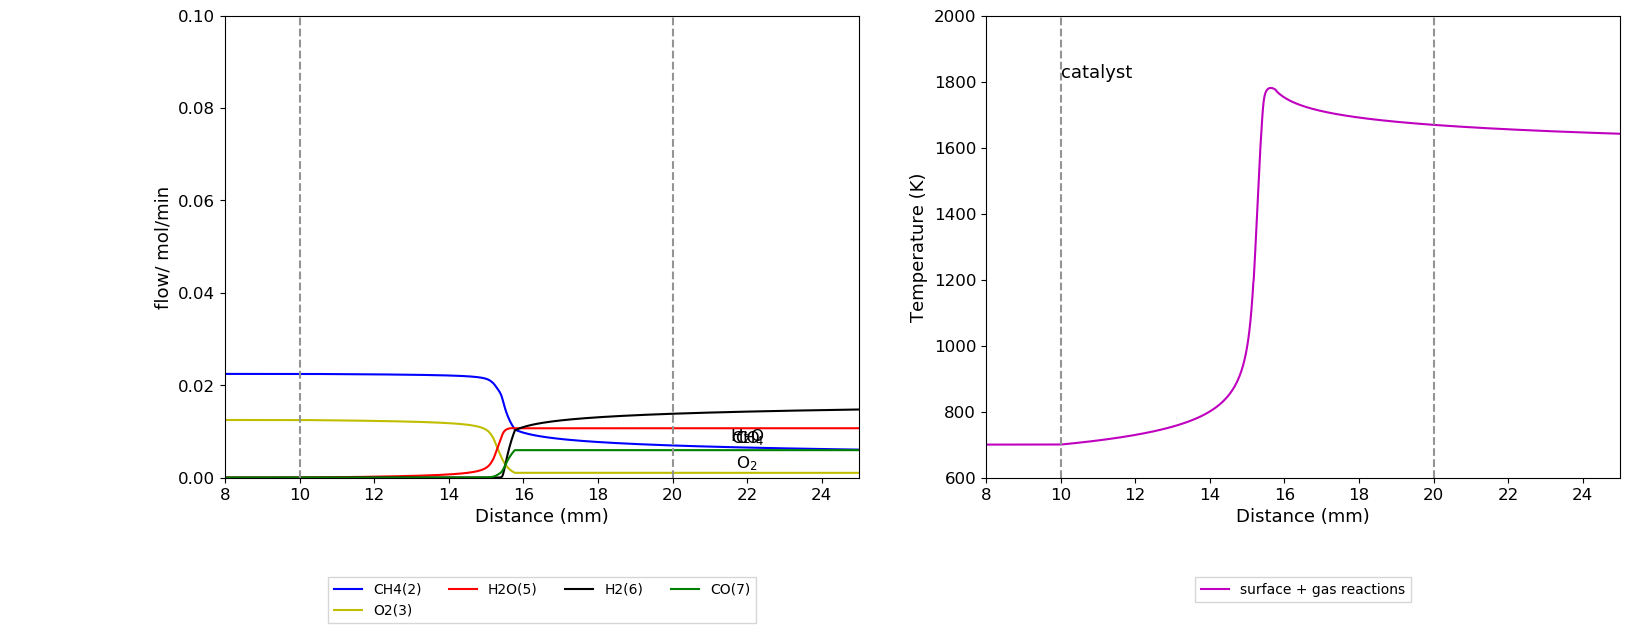 0.10
0.08
0.06
0.04
0.02
0.00
flow/ mol/min
8 10 12 14 16 18 20 22 24
Distance (mm)
O₂
CH4(2) H2O(5) H2(6) CO(7)
O2(3)
2000
1800
1600
1400
1200
1000
800
600
Temperature (K)
catalyst
8 10 12 14 16 18 20 22 24
Distance (mm)
surface + gas reactions